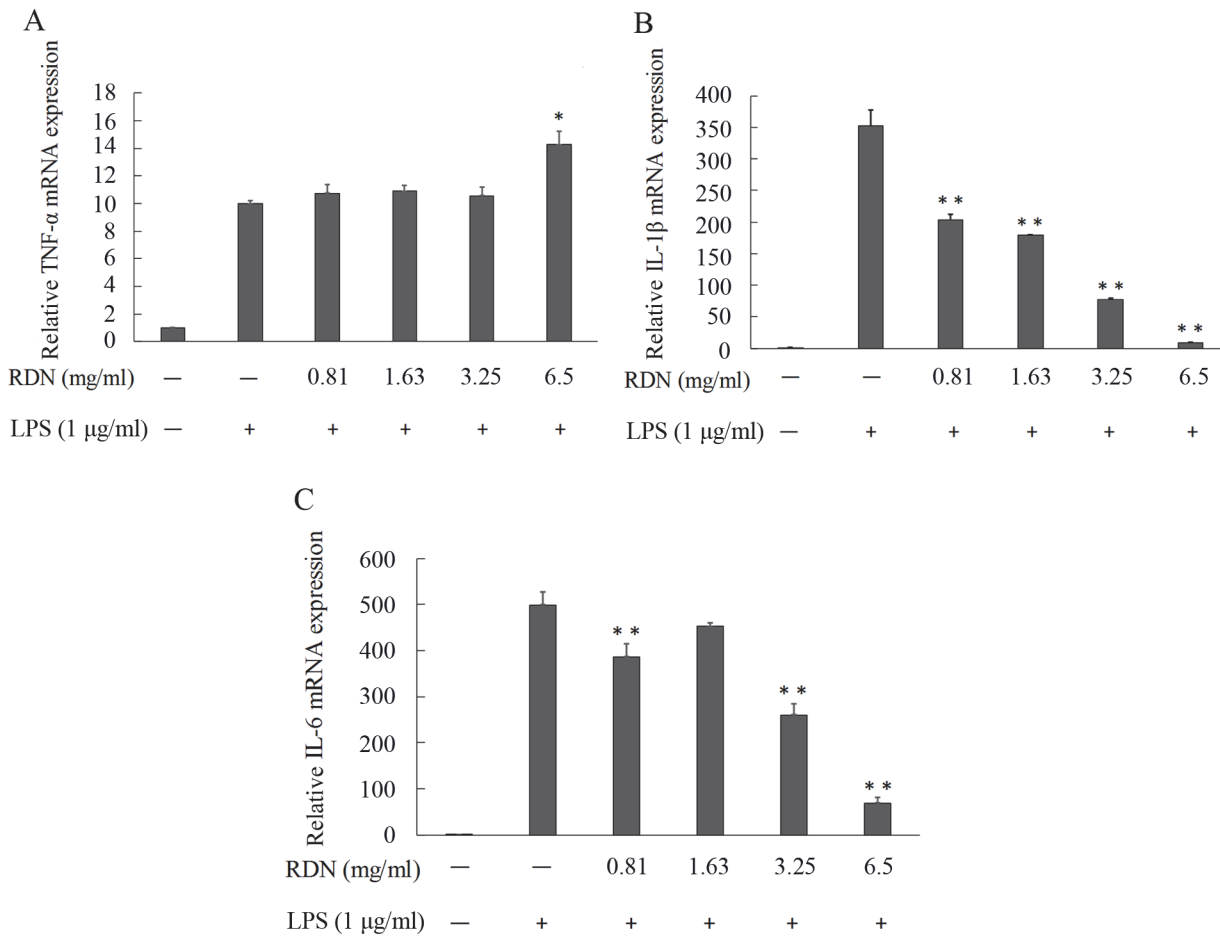 A
Relative TNF-α mRNA expression
18
16
14
12
10
8
6
4
2
0
*
RDN (mg/ml) — — 0.81 1.63 3.25 6.5
LPS (1 μg/ml) — + + + + +
B
Relative IL-1β mRNA expression
400
350
300
250
200
150
100
50
0
* *
* *
* *
* *
RDN (mg/ml) — — 0.81 1.63 3.25 6.5
LPS (1 μg/ml) — + + + + +
C
Relative IL-6 mRNA expression
600
500
400
300
200
100
0
* *
* *
* *
RDN (mg/ml) — — 0.81 1.63 3.25 6.5
LPS (1 μg/ml) — + + + + +